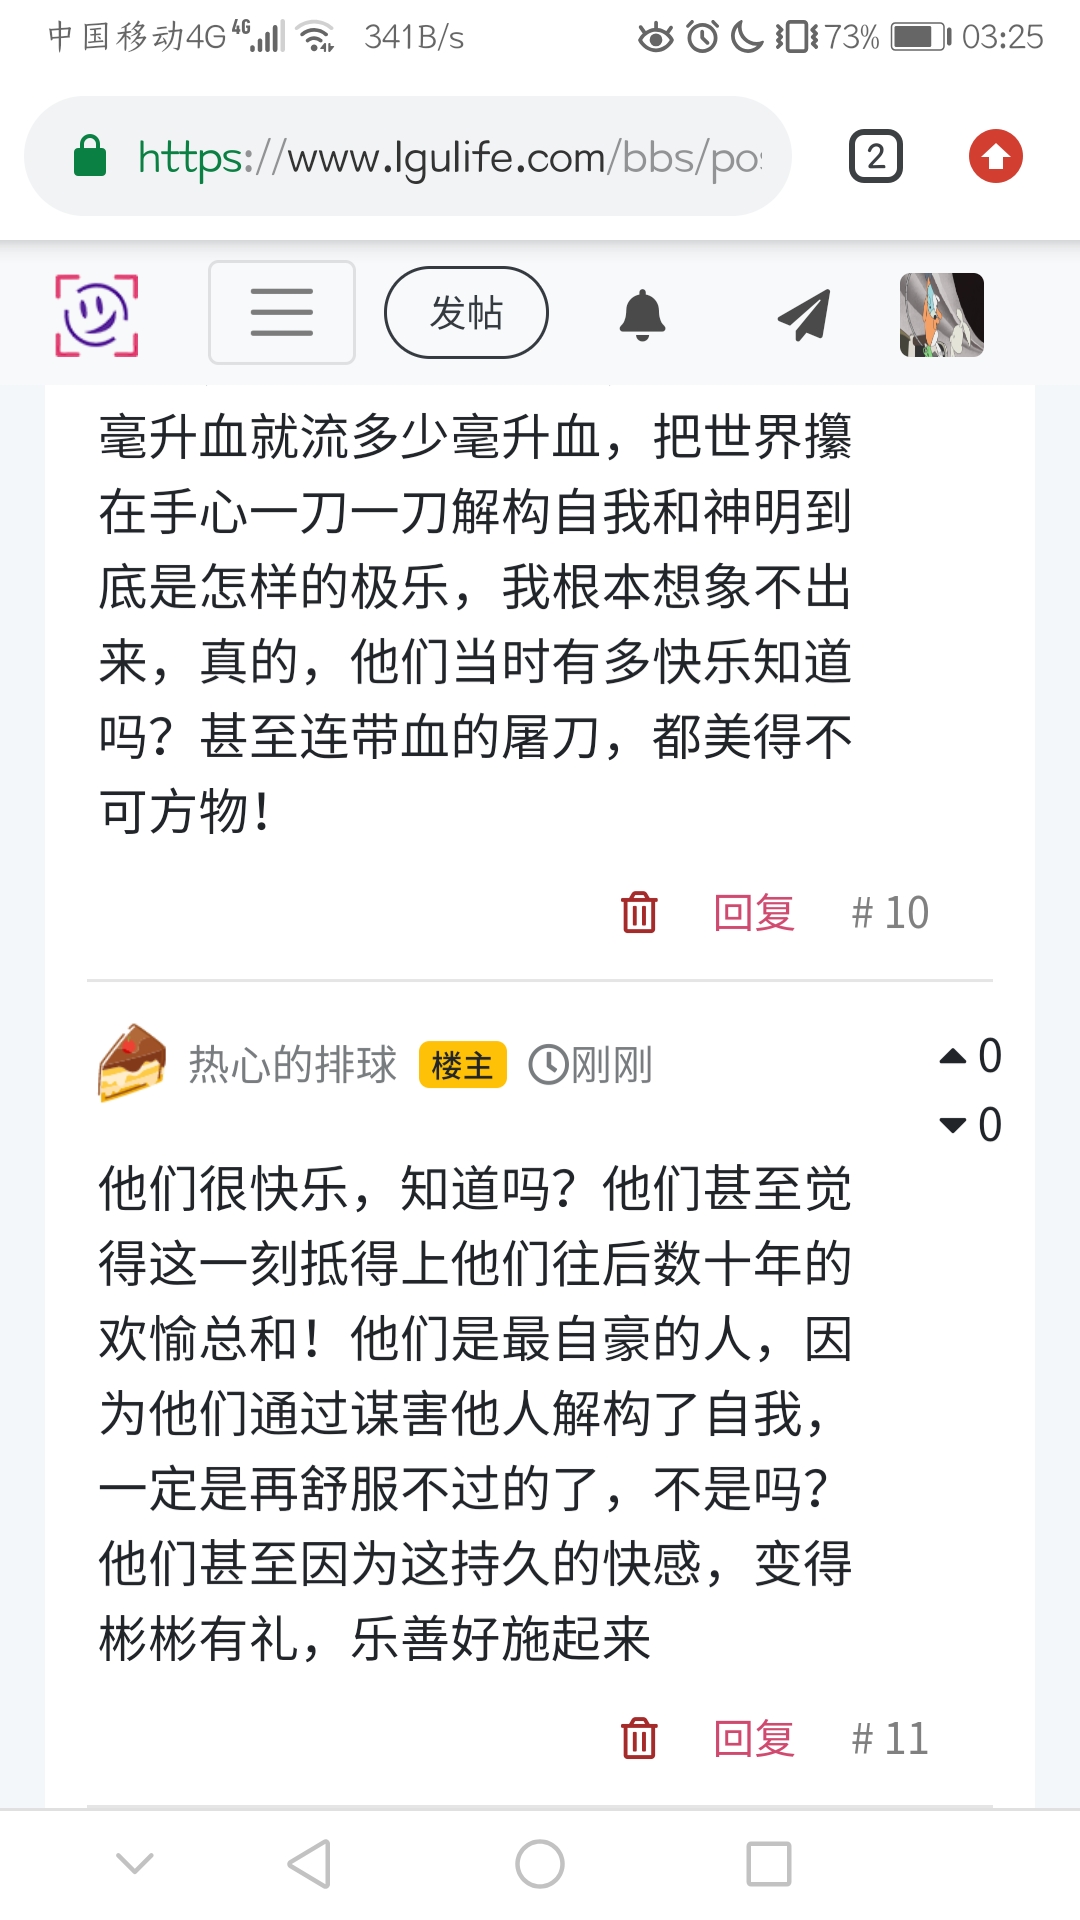 中国移动4G 4G 341B/s 73% 03:25
https://www.lgulife.com/bbs/pos 2
发帖
毫升血就流多少毫升血，把世界攥
在手心一刀一刀解构自我和神明到
底是怎样的极乐，我根本想象不出
来，真的，他们当时有多快乐知道
吗？甚至连带血的屠刀，都美得不
可方物！
回复 # 10
热心的排球 楼主 刚刚 0
0
他们很快乐，知道吗？他们甚至觉
得这一刻抵得上他们往后数十年的
欢愉总和！他们是最自豪的人，因
为他们通过谋害他人解构了自我，
一定是再舒服不过的了，不是吗？
他们甚至因为这持久的快感，变得
彬彬有礼，乐善好施起来
回复 # 11